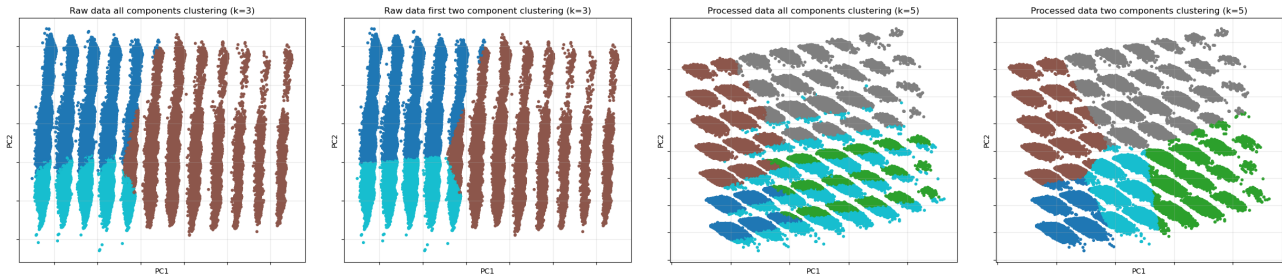 Raw data all components clustering (k=3)
PC2
PC1
Raw data first two component clustering (k=3)
PC2
PC1
Processed data all components clustering (k=5)
PC2
PC1
Processed data two components clustering (k=5)
PC2
PC1